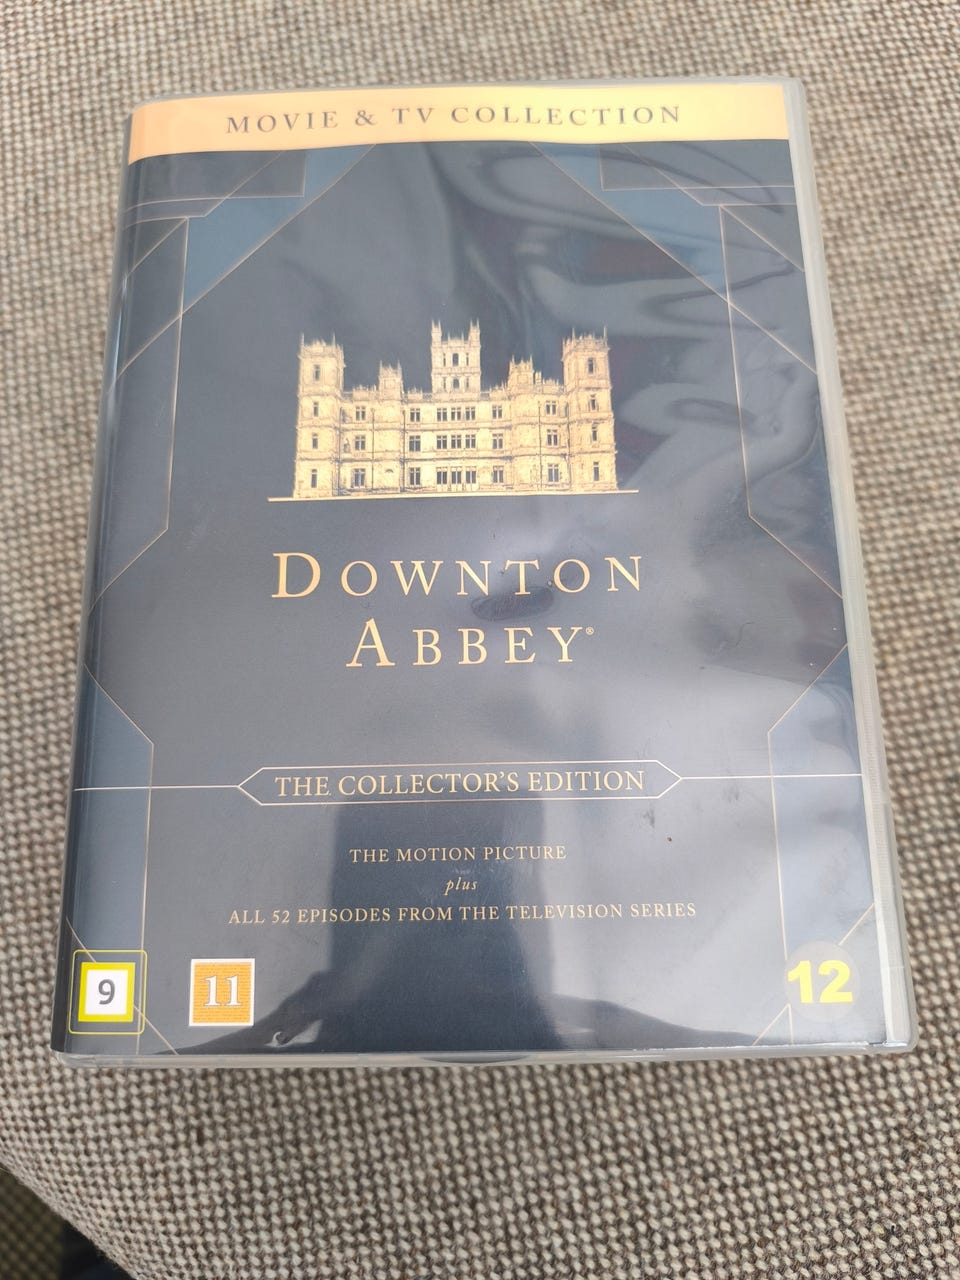 MOVIE & TV COLLECTION
DOWNTON
ABBEY®
THE COLLECTOR'S EDITION
THE MOTION PICTURE
plus
ALL 52 EPISODES FROM THE TELEVISION SERIES
9
11
12